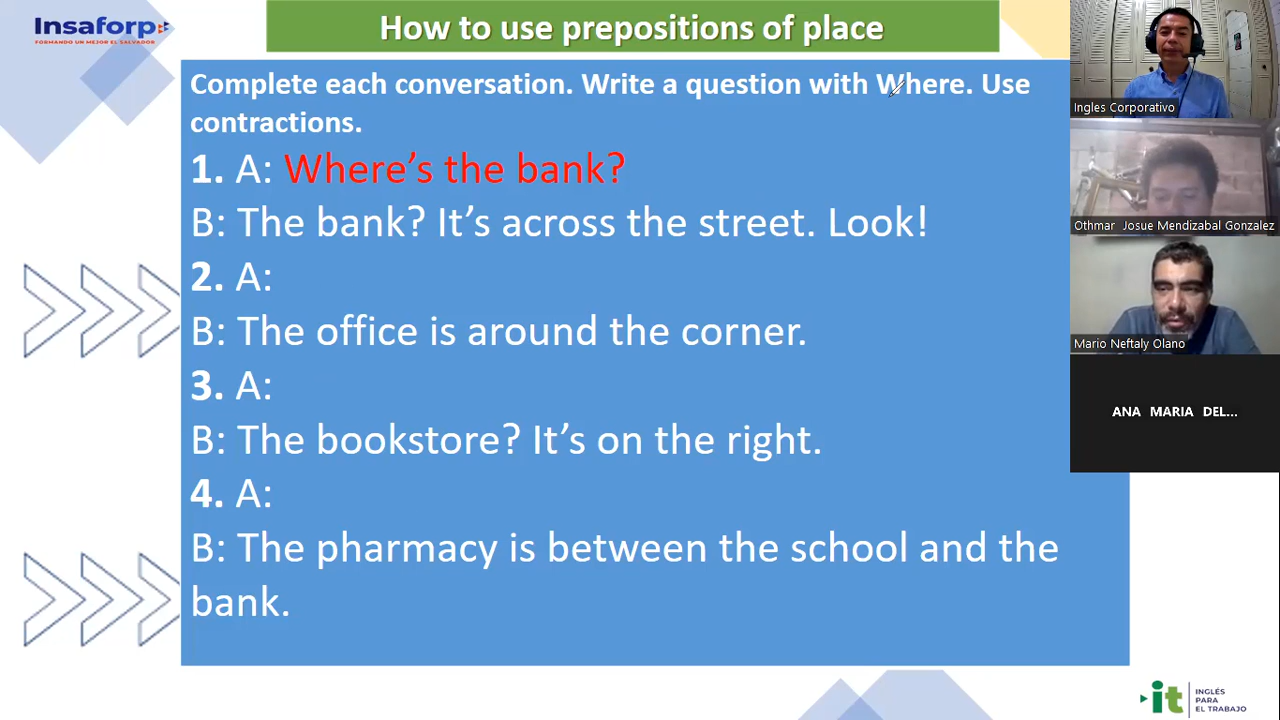 Insaforp
FORMANDO UN MEJOR EL SALVADOR
How to use prepositions of place
Complete each conversation. Write a question with Where. Use
contractions.
1. A: Where's the bank?
B: The bank? It's across the street. Look!
2. A:
B: The office is around the corner.
3. A:
B: The bookstore? It's on the right.
4. A:
B: The pharmacy is between the school and the
bank.
Ingles Corporativo
Othmar Josue Mendizabal Gonzalez
Mario Neftaly Olano
ANA MARIA DEL...
it
INGLÉS
PARA
EL TRABAJO